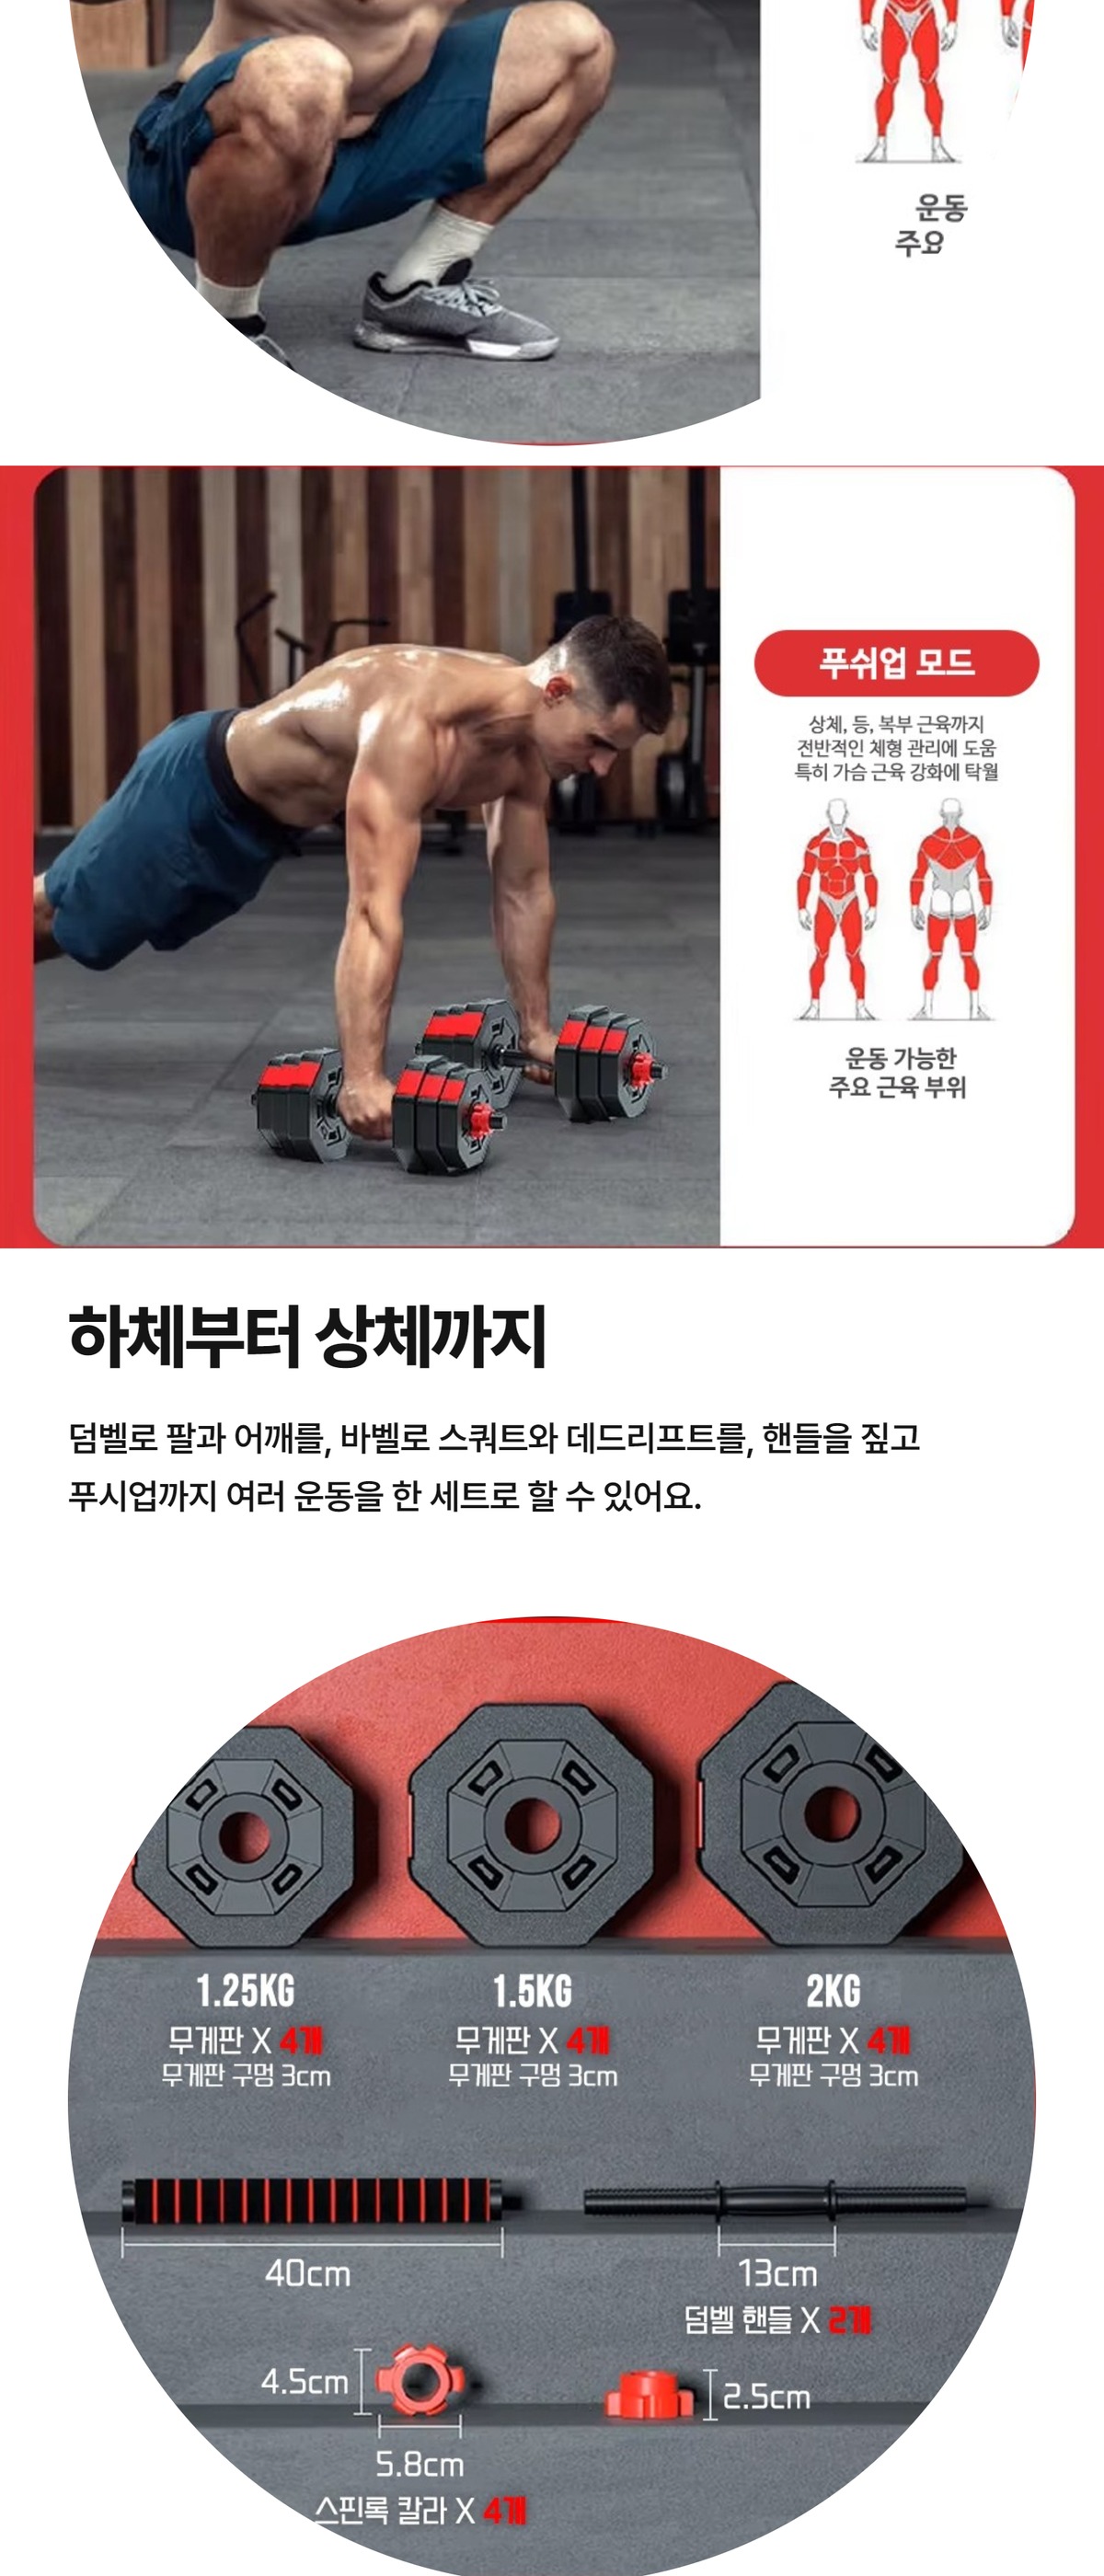 운동
주요
푸쉬업 모드
상체, 등, 복부 근육까지
전반적인 체형 관리에 도움
특히 가슴 근육 강화에 탁월
운동 가능한
주요 근육 부위
하체부터 상체까지
덤벨로 팔과 어깨를, 바벨로 스쿼트와 데드리프트를, 핸들을 짚고
푸시업까지 여러 운동을 한 세트로 할 수 있어요.
1.25KG
무게판 X 4개
무게판 구멍 3cm
1.5KG
무게판 X 4개
무게판 구멍 3cm
2KG
무게판 X 4개
무게판 구멍 3cm
40cm
13cm
덤벨 핸들 X 2개
4.5cm
2.5cm
5.8cm
스핀록 칼라 X 4개